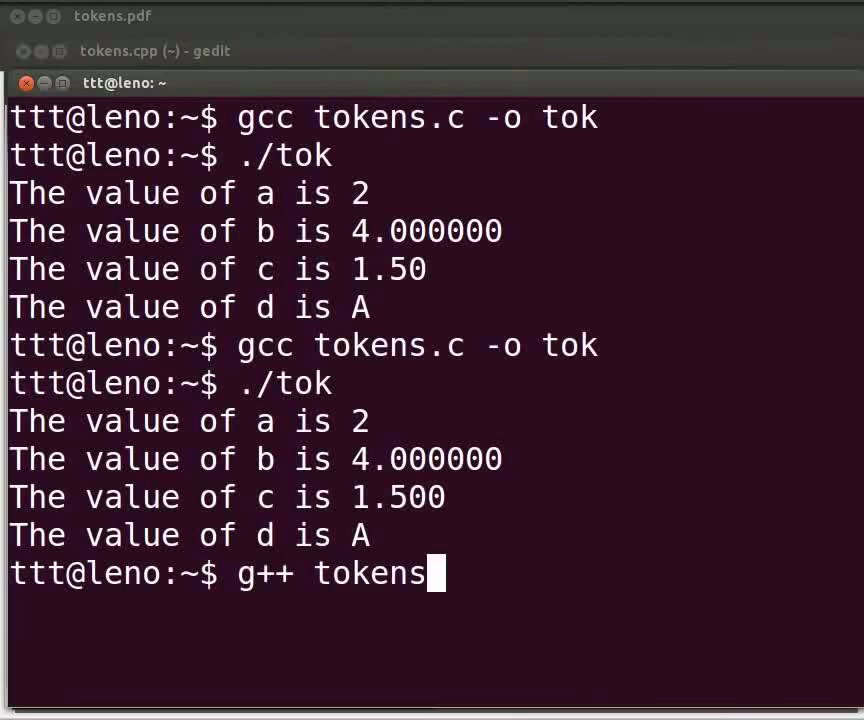 tokens.pdf
tokens.cpp (~) - gedit
ttt@leno: ~
ttt@leno:~$ gcc tokens.c -o tok
ttt@leno:~$ ./tok
The value of a is 2
The value of b is 4.000000
The value of c is 1.50
The value of d is A
ttt@leno:~$ gcc tokens.c -o tok
ttt@leno:~$ ./tok
The value of a is 2
The value of b is 4.000000
The value of c is 1.500
The value of d is A
ttt@leno:~$ g++ tokens